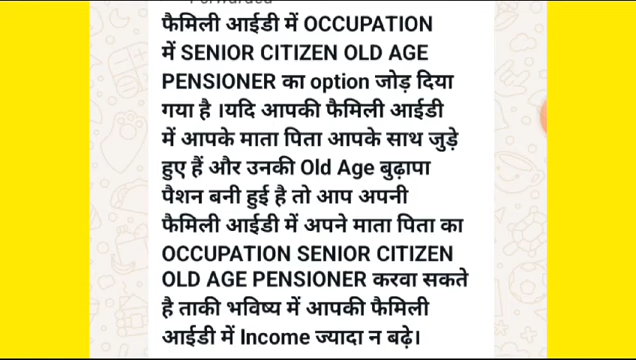 Forwarded
फैमिली आईडी में OCCUPATION
में SENIOR CITIZEN OLD AGE
PENSIONER का option जोड़ दिया
गया है ।यदि आपकी फैमिली आईडी
में आपके माता पिता आपके साथ जुड़े
हुए हैं और उनकी Old Age बुढ़ापा
पैशन बनी हुई है तो आप अपनी
फैमिली आईडी में अपने माता पिता का
OCCUPATION SENIOR CITIZEN
OLD AGE PENSIONER करवा सकते
है ताकी भविष्य में आपकी फैमिली
आईडी में Income ज्यादा न बढ़े।